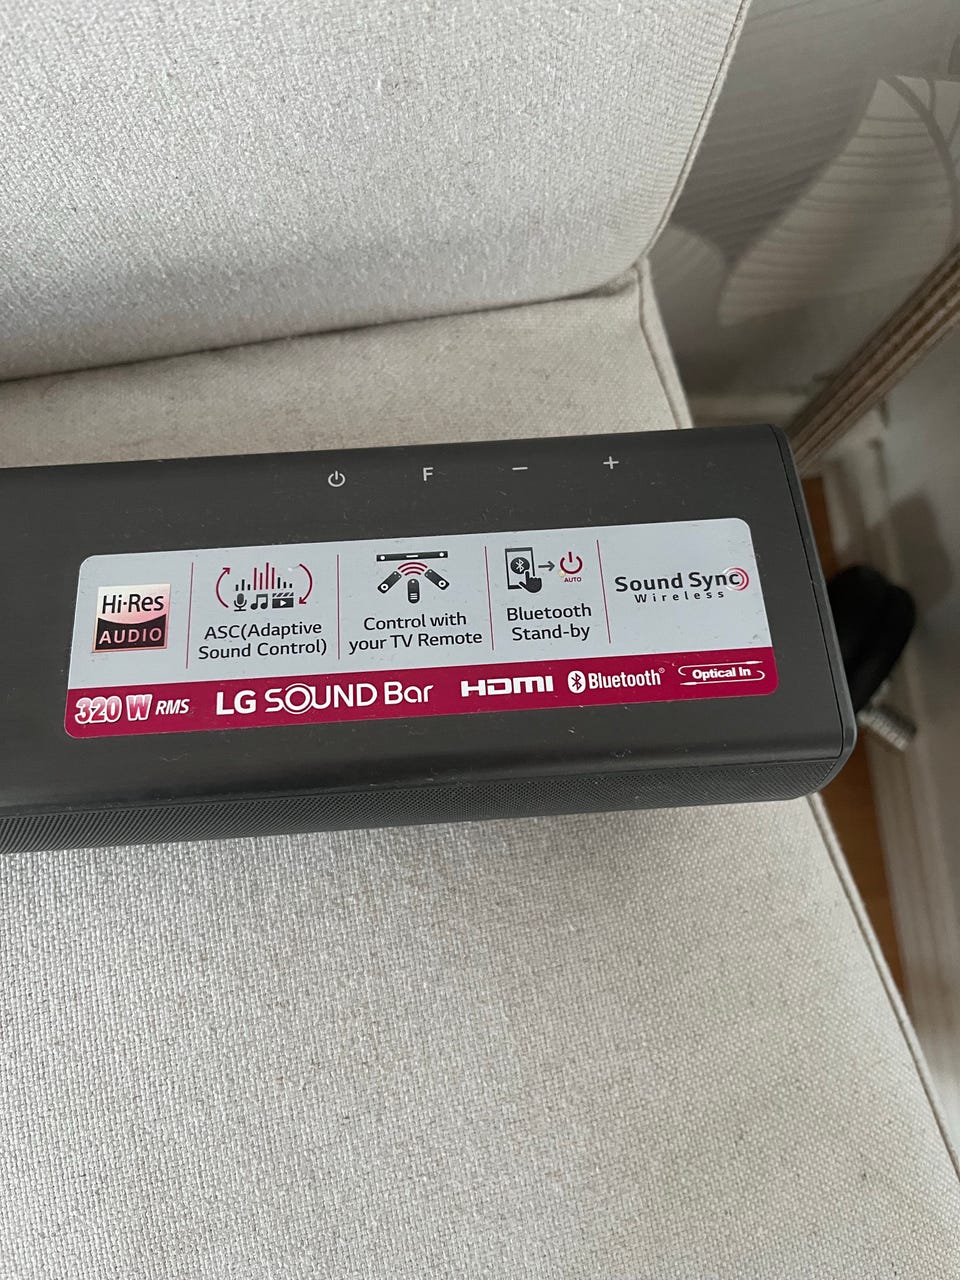 F - +
Hi-Res
AUDIO
ASC(Adaptive
Sound Control)
Control with
your TV Remote
AUTO
Bluetooth
Stand-by
Sound Sync
Wireless
320 W RMS
LG SOUND Bar
HDMI
Bluetooth®
Optical In